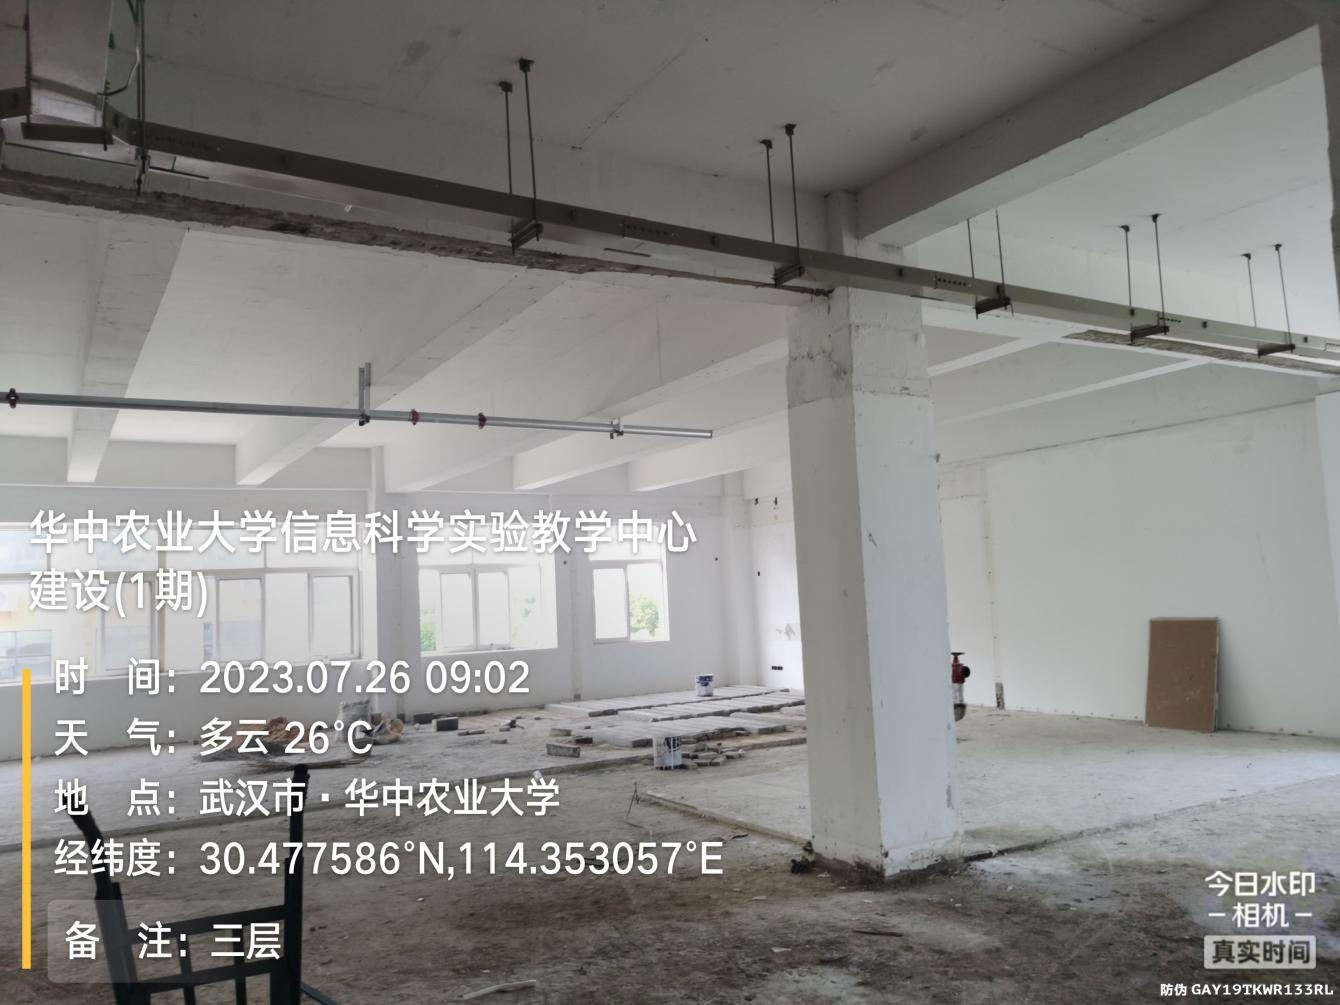 华中农业大学信息科学实验教学中心
建设(1期)
时 间：2023.07.26 09:02
天 气：多云 26℃
地 点：武汉市·华中农业大学
经纬度：30.477586°N,114.353057°E
备 注：三层
今日水印
-相机-
真实时间
防伪 GAY19TKWR133RL